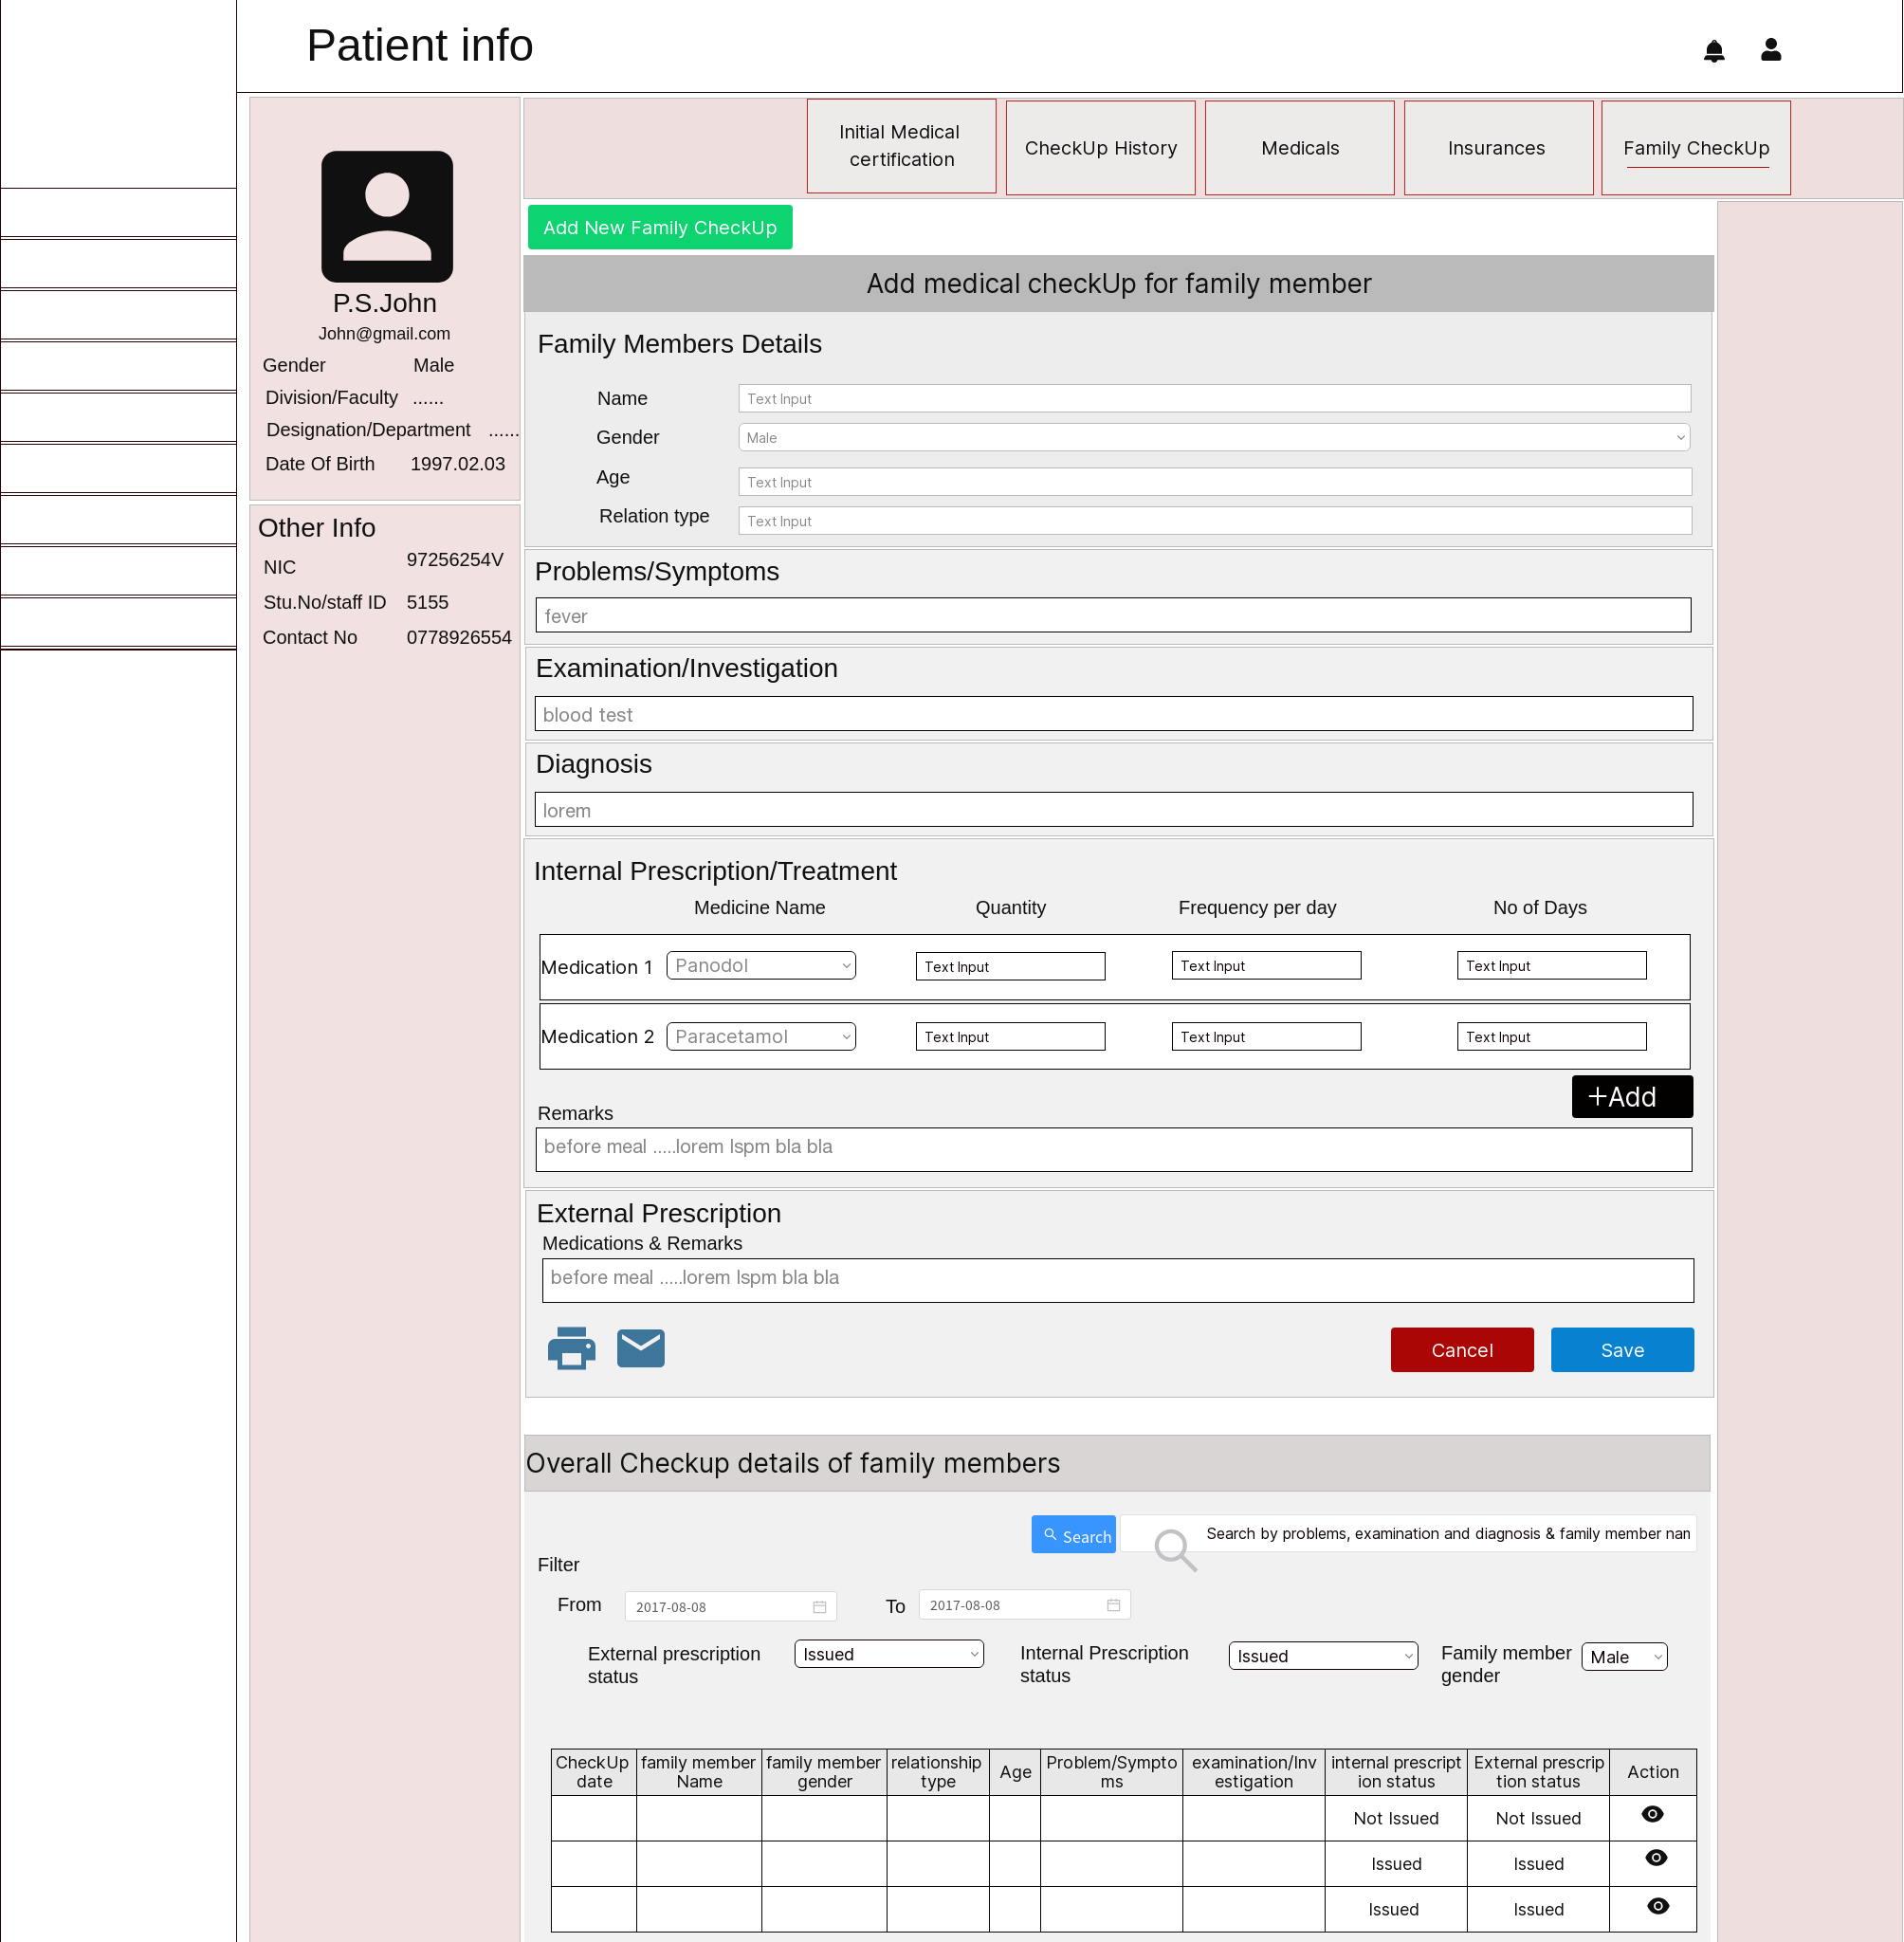 Patient info
P.S.John
John@gmail.com
Gender Male
Division/Faculty ......
Designation/Department ......
Date Of Birth 1997.02.03
Other Info
NIC 97256254V
Stu.No/staff ID 5155
Contact No 0778926554
Initial Medical
certification
CheckUp History
Medicals
Insurances
Family CheckUp
Add New Family CheckUp
Add medical checkUp for family member
Family Members Details
Name Text Input
Gender Male
Age Text Input
Relation type Text Input
Problems/Symptoms
fever
Examination/Investigation
blood test
Diagnosis
lorem
Internal Prescription/Treatment
Medicine Name Quantity Frequency per day No of Days
Medication 1 Panodol Text Input Text Input Text Input
Medication 2 Paracetamol Text Input Text Input Text Input
+Add
Remarks
before meal .....lorem Ispm bla bla
External Prescription
Medications & Remarks
before meal .....lorem Ispm bla bla
Cancel Save
Overall Checkup details of family members
Search Search by problems, examination and diagnosis & family member nan
Filter
From 2017-08-08 To 2017-08-08
External prescription
status
Issued
Internal Prescription
status
Issued
Family member
gender
Male
CheckUp
date
family member
Name
family member
gender
relationship
type
Age
Problem/Sympto
ms
examination/Inv
estigation
internal prescript
ion status
External prescrip
tion status
Action
Not Issued Not Issued
Issued Issued
Issued Issued